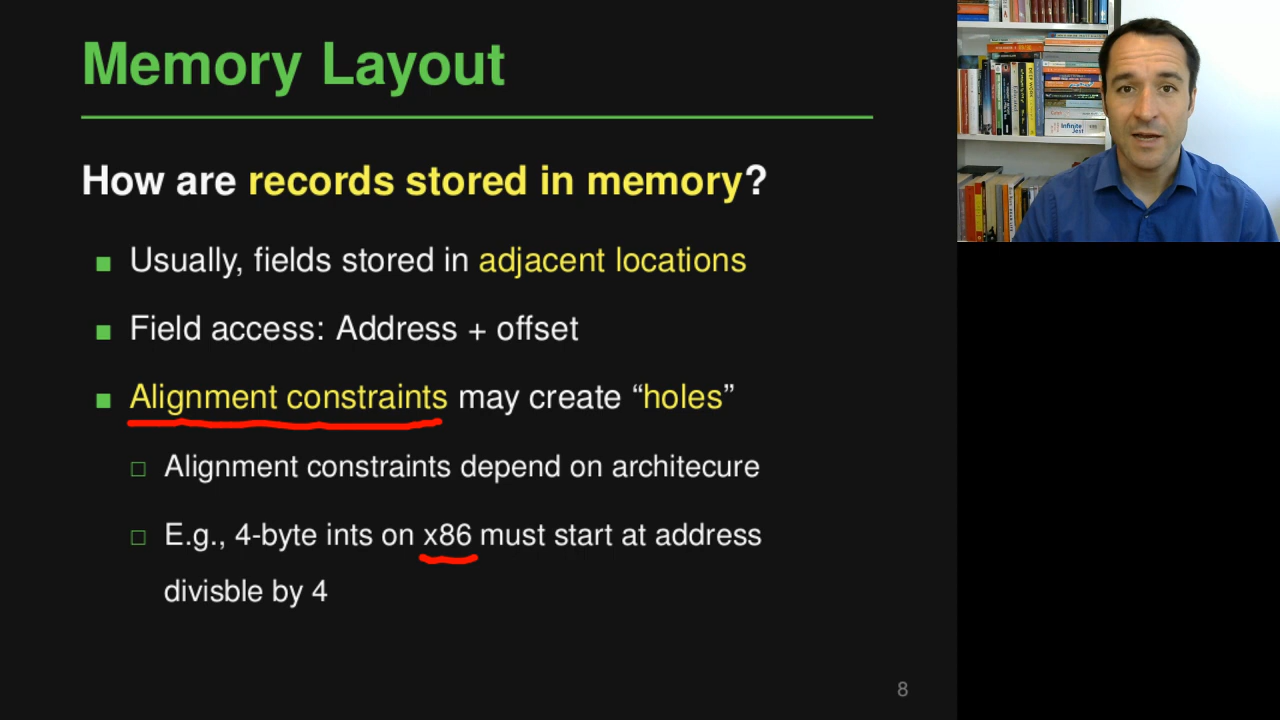 Memory Layout
How are records stored in memory?
Usually, fields stored in adjacent locations
Field access: Address + offset
Alignment constraints may create “holes”
Alignment constraints depend on architecure
E.g., 4-byte ints on x86 must start at address
divisble by 4
8
Infinite
Jest